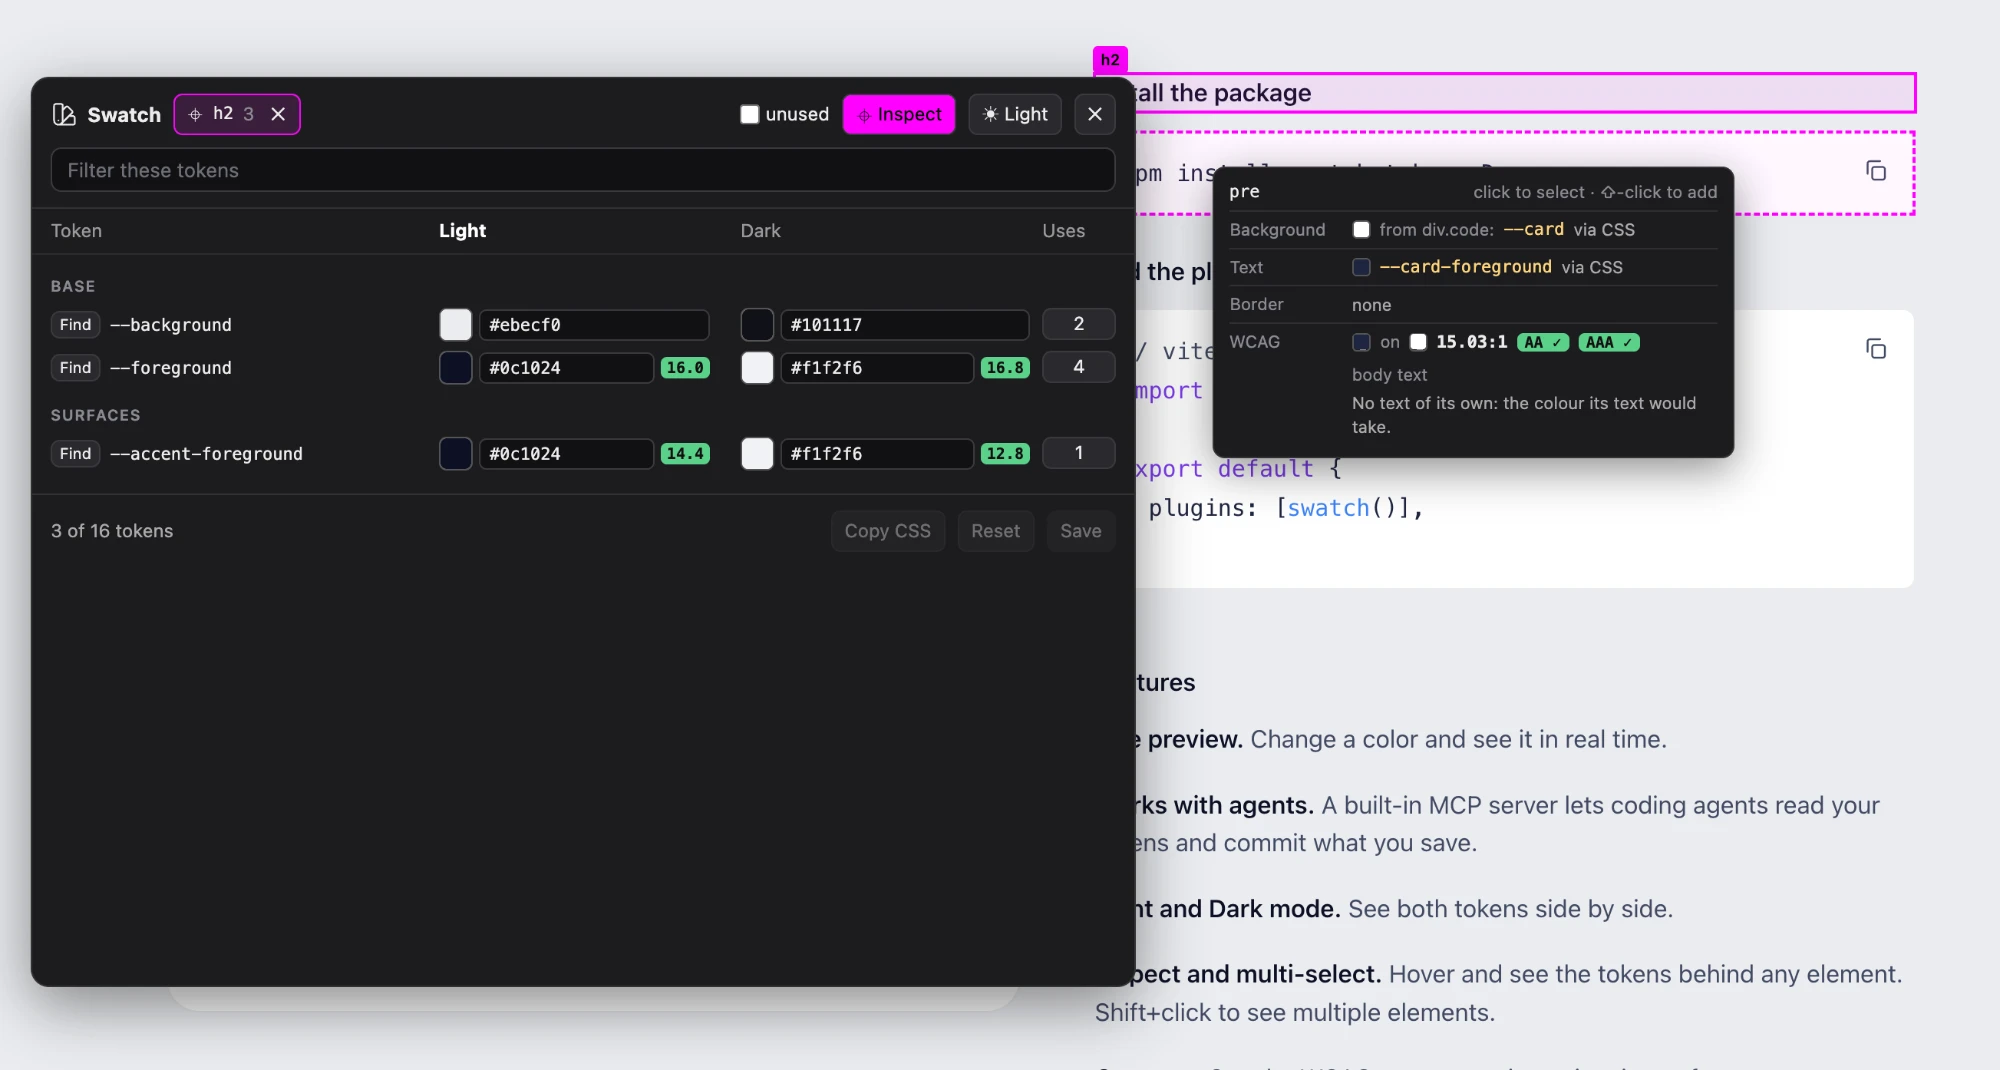 h2
Swatch
h2 3
unused
Inspect
Light
Filter these tokens
Token Light Dark Uses
BASE
Find --background #ebecf0 #101117 2
Find --foreground #0c1024 16.0 #f1f2f6 16.8 4
SURFACES
Find --accent-foreground #0c1024 14.4 #f1f2f6 12.8 1
3 of 16 tokens
Copy CSS Reset Save
tall the package
pm
pre click to select · ⇧-click to add
Background from div.code: --card via CSS
Text --card-foreground via CSS
Border none
WCAG on 15.03:1 AA ✓ AAA ✓
body text
No text of its own: the colour its text would
take.
d the pl
/ vite
mport
xport default {
plugins: [swatch()],
tures
e preview. Change a color and see it in real time.
rks with agents. A built-in MCP server lets coding agents read your
ens and commit what you save.
nt and Dark mode. See both tokens side by side.
pect and multi-select. Hover and see the tokens behind any element.
Shift+click to see multiple elements.